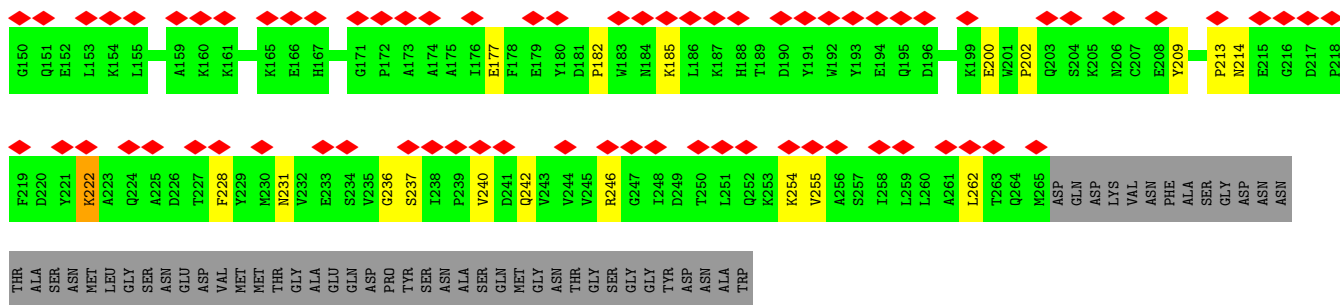 G150 Q151 E152 L153 K154 L155 A159 K160 K161 K165 E166 H167 G171 P172 A173 A174 A175 I176 E177 F178 E179 Y180 D181 P182 W183 N184 K185 L186 K187 H188 T189 D190 Y191 W192 Y193 E194 Q195 D196 K199 E200 W201 P202 Q203 S204 K205 N206 C207 E208 Y209 P213 N214 E215 G216 D217 P218
F219 D220 Y221 K222 A223 Q224 A225 D226 T227 F228 Y229 M230 N231 V232 E233 S234 V235 G236 S237 I238 P239 V240 D241 Q242 V243 V244 V245 R246 G247 I248 D249 T250 L251 Q252 K253 K254 V255 A256 S257 I258 L259 L260 A261 L262 T263 Q264 M265 ASP GLN ASP LYS VAL ASN PHE ALA SER GLY ASP ASN ASN
THR ALA SER ASN MET LEU GLY SER ASN GLU ASP VAL MET MET THR GLY ALA GLU GLN ASP PRO TYR SER ASN ALA SER GLN MET GLY ASN THR GLY SER GLY GLY TYR ASP ASN ALA TRP